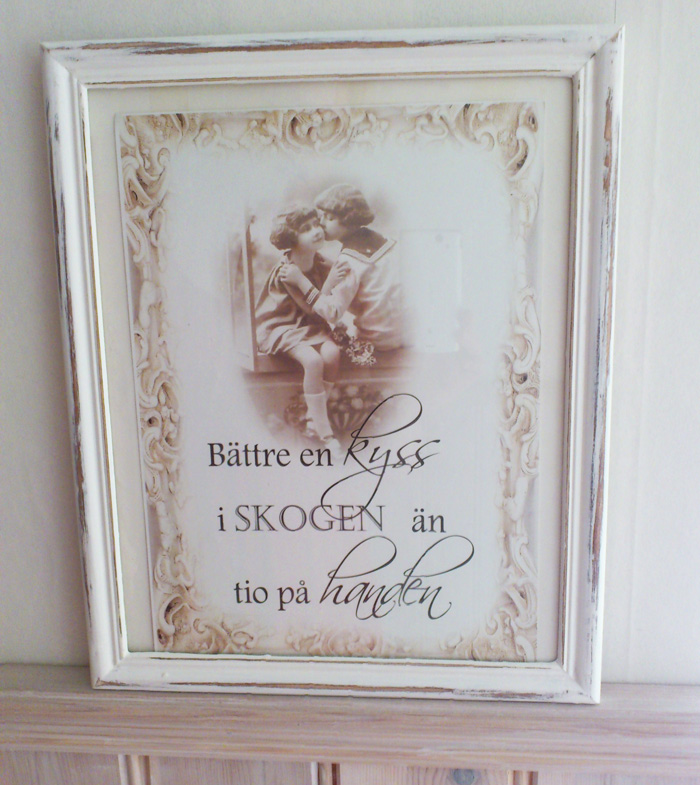 Bättre en kyss
i SKOGEN än
tio på handen